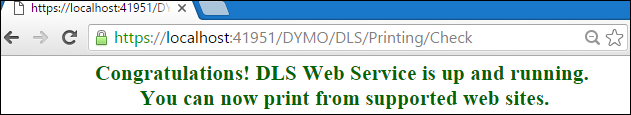 https://localhost:41951/DY
https://localhost:41951/DYMO/DLS/Printing/Check
Congratulations! DLS Web Service is up and running.
You can now print from supported web sites.